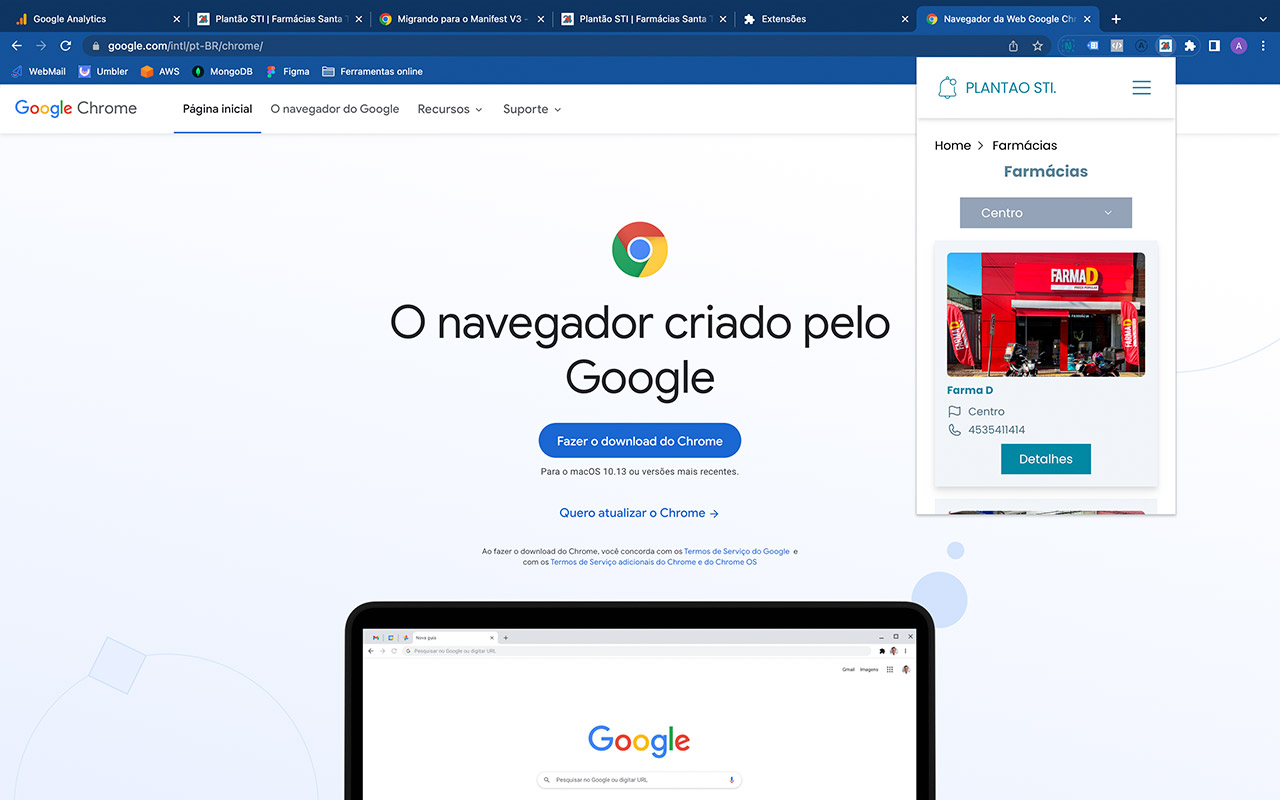 Google Analytics
Plantão STI | Farmácias Santa T
Migrando para o Manifest V3 -
Plantão STI | Farmácias Santa T
Extensões
Navegador da Web Google Chr
google.com/intl/pt-BR/chrome/
A
WebMail
Umbler
AWS
MongoDB
Figma
Ferramentas online
Google Chrome
Página inicial
O navegador do Google
Recursos
Suporte
O navegador criado pelo
Google
Fazer o download do Chrome
Para o macOS 10.13 ou versões mais recentes.
Quero atualizar o Chrome →
Ao fazer o download do Chrome, você concorda com os Termos de Serviço do Google e
com os Termos de Serviço adicionais do Chrome e do Chrome OS
Nova guia
Pesquisar no Google ou digitar URL
Gmail Imagens
Google
Pesquisar no Google ou digitar URL
PLANTAO STI.
Home > Farmácias
Farmácias
Centro
FARMAD
FARMA D
FARMA D
Farma D
Centro
4535411414
Detalhes